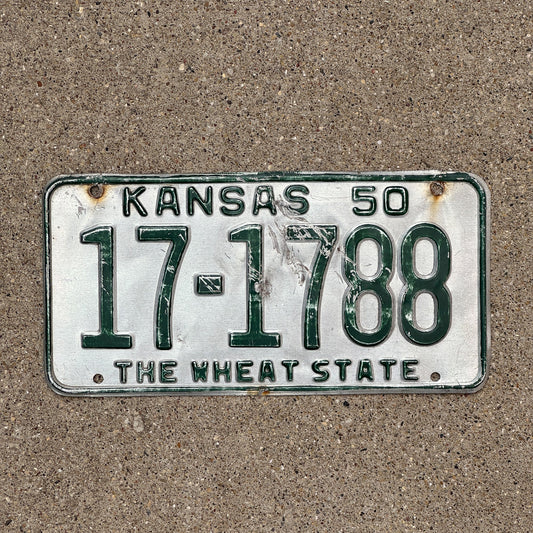 KANSAS 50
17-1788
THE WHEAT STATE